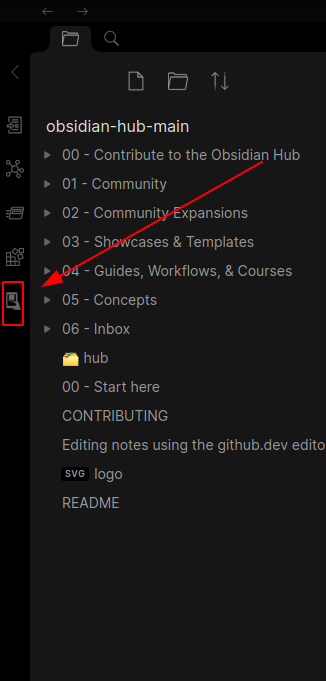 obsidian-hub-main
00 - Contribute to the Obsidian Hub
01 - Community
02 - Community Expansions
03 - Showcases & Templates
04 - Guides, Workflows, & Courses
05 - Concepts
06 - Inbox
hub
00 - Start here
CONTRIBUTING
Editing notes using the github.dev edito
SVG logo
README